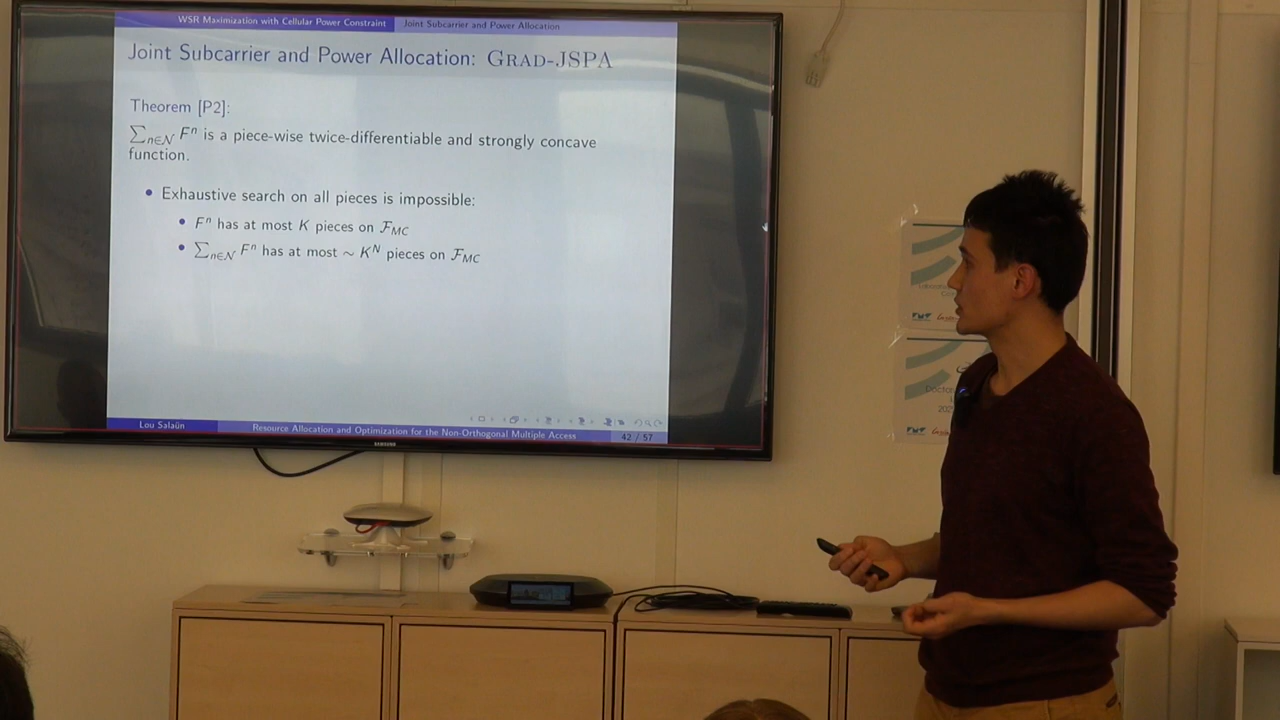 WSR Maximization with Cellular Power Constraint Joint Subcarrier and Power Allocation
Joint Subcarrier and Power Allocation: GRAD-JSPA
Theorem [P2]:
∑n∈N Fⁿ is a piece-wise twice-differentiable and strongly concave
function.
• Exhaustive search on all pieces is impossible:
• Fⁿ has at most K pieces on F_MC
• ∑n∈N Fⁿ has at most ∼ K^N pieces on F_MC
Lou Salaün Resource Allocation and Optimization for the Non-Orthogonal Multiple Access 42 / 57
SAMSUNG